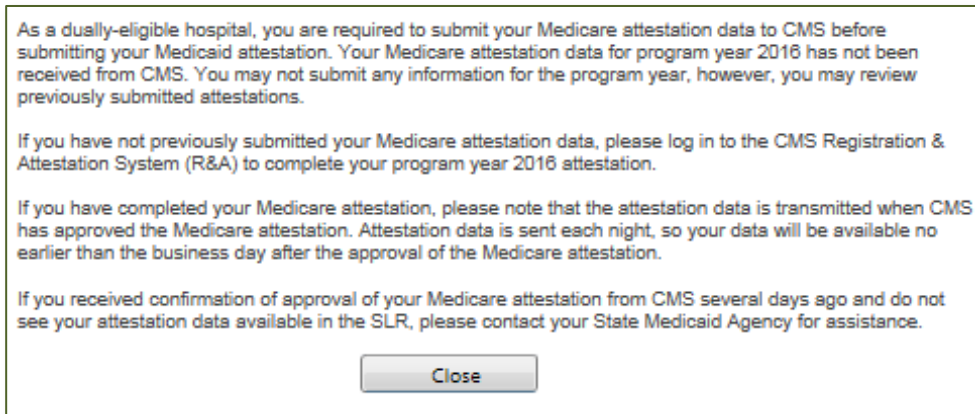 As a dually-eligible hospital, you are required to submit your Medicare attestation data to CMS before
submitting your Medicaid attestation. Your Medicare attestation data for program year 2016 has not been
received from CMS. You may not submit any information for the program year, however, you may review
previously submitted attestations.
If you have not previously submitted your Medicare attestation data, please log in to the CMS Registration &
Attestation System (R&A) to complete your program year 2016 attestation.
If you have completed your Medicare attestation, please note that the attestation data is transmitted when CMS
has approved the Medicare attestation. Attestation data is sent each night, so your data will be available no
earlier than the business day after the approval of the Medicare attestation.
If you received confirmation of approval of your Medicare attestation from CMS several days ago and do not
see your attestation data available in the SLR, please contact your State Medicaid Agency for assistance.
Close